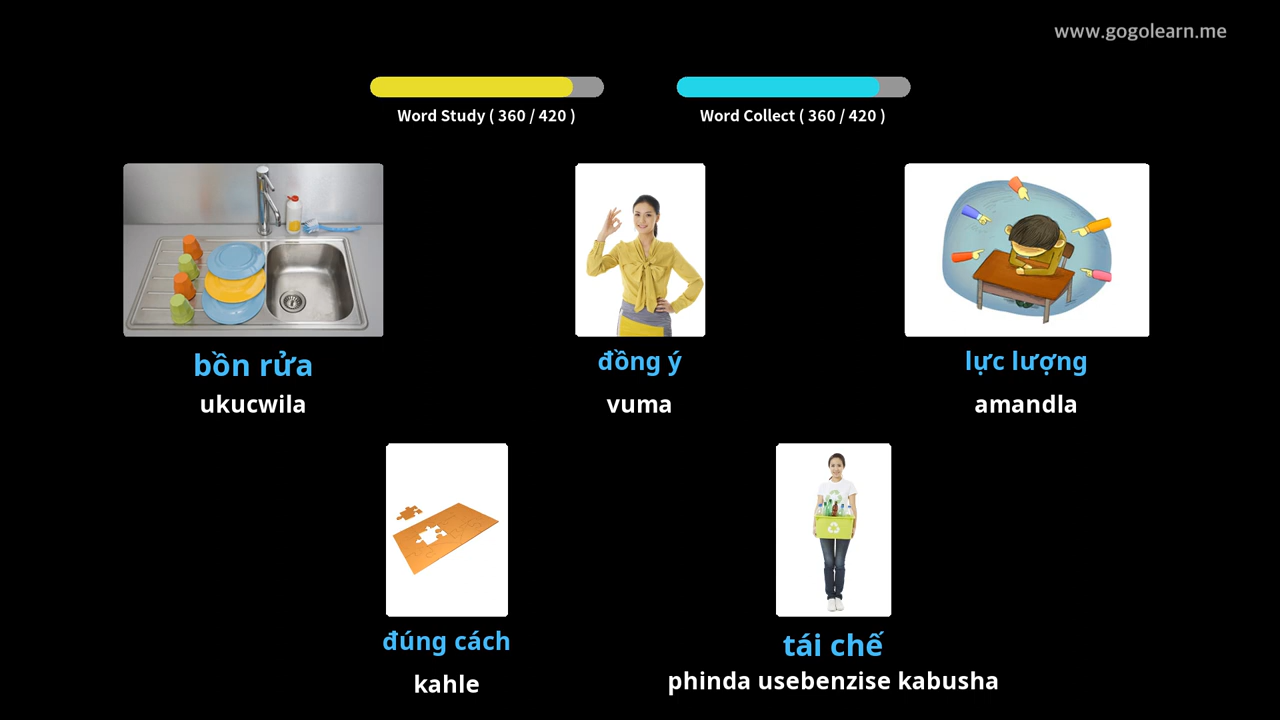 www.gogolearn.me
Word Study ( 360 / 420 )
Word Collect ( 360 / 420 )
bồn rửa
ukucwila
đồng ý
vuma
lực lượng
amandla
đúng cách
kahle
tái chế
phinda usebenzise kabusha